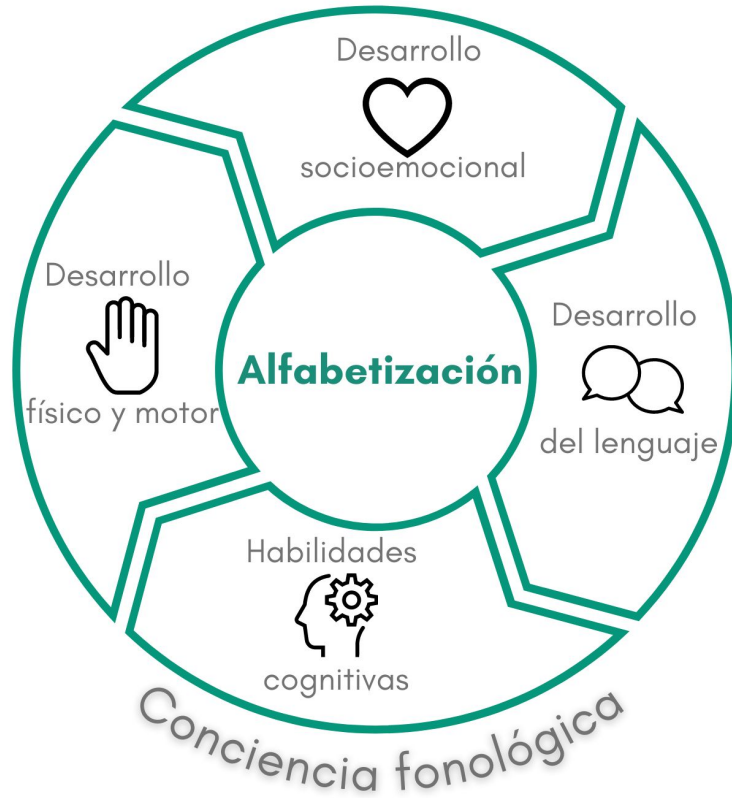 Desarrollo
socioemocional
Desarrollo
físico y motor
Alfabetización
Desarrollo
del lenguaje
Habilidades
cognitivas
Conciencia fonológica